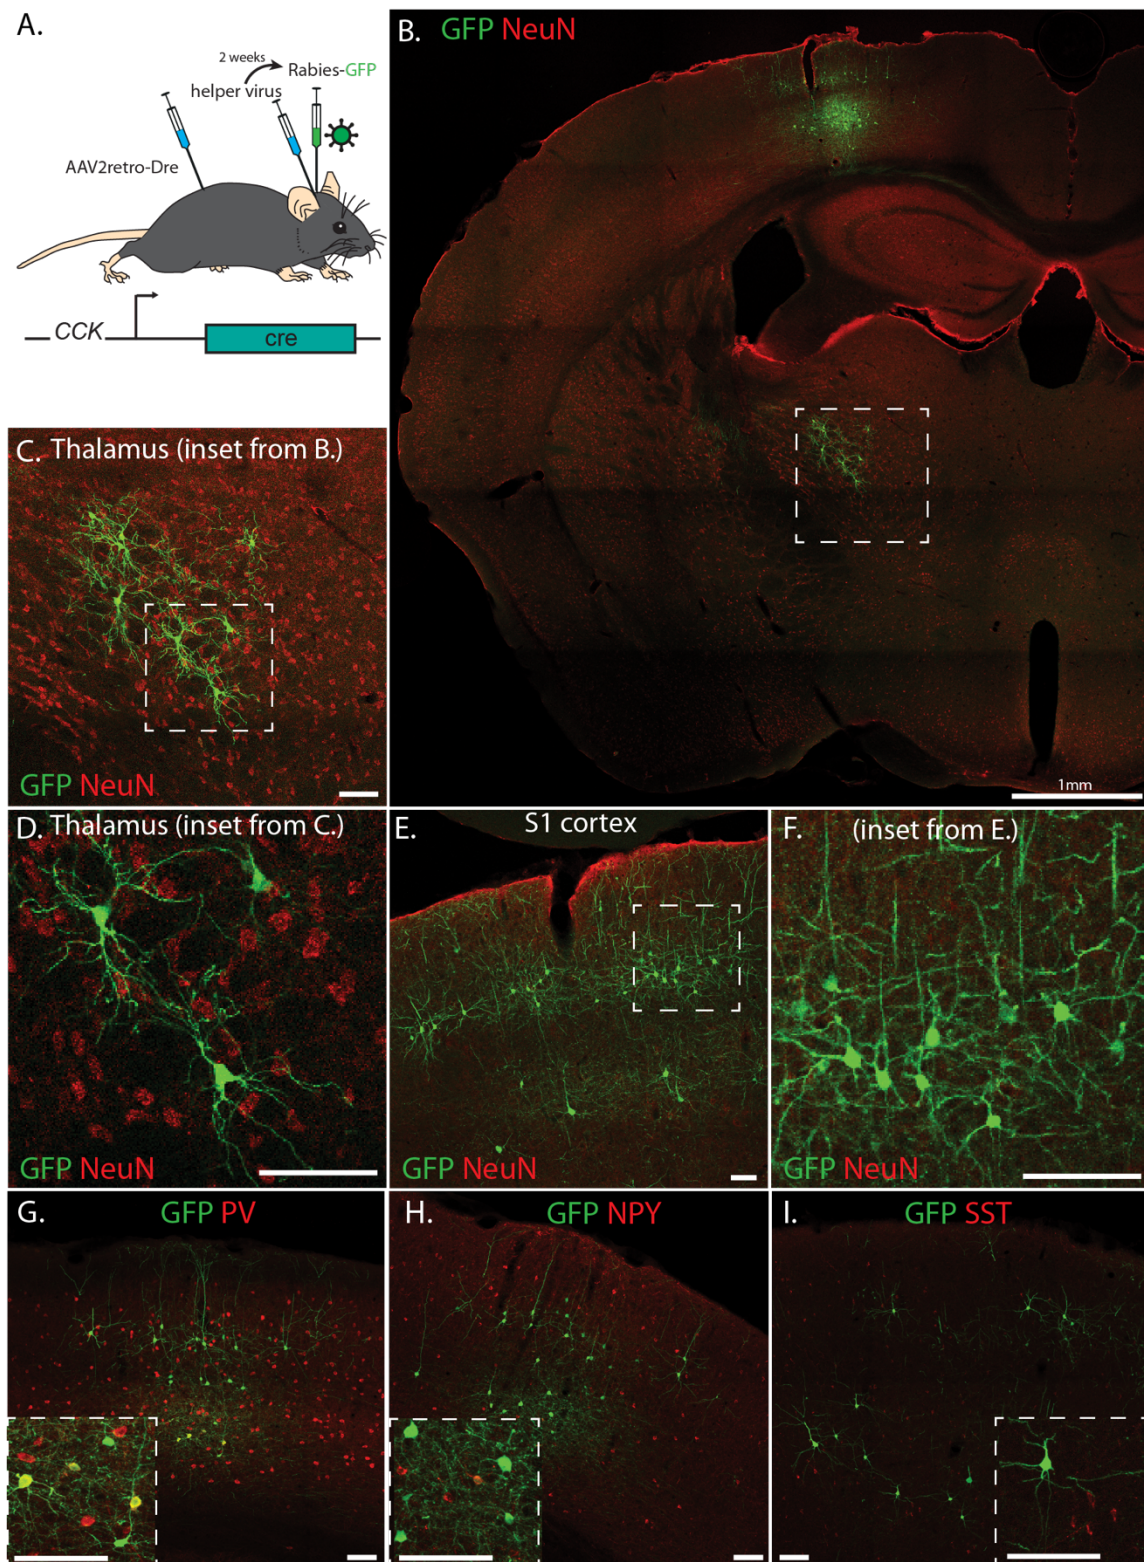 A.
2 weeks
Rabies-GFP
helper virus
AAV2retro-Dre
CCK
cre
B. GFP NeuN
1mm
C. Thalamus (inset from B.)
GFP NeuN
D. Thalamus (inset from C.)
GFP NeuN
E. S1 cortex
GFP NeuN
F. (inset from E.)
GFP NeuN
G. GFP PV
H. GFP NPY
I. GFP SST